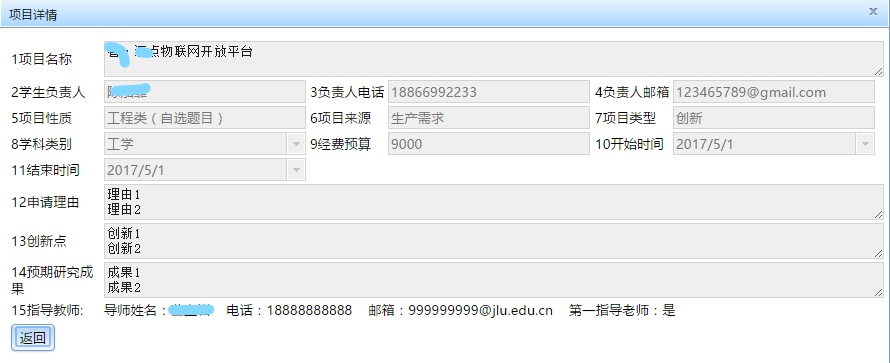 项目详情
x
1项目名称
点物联网开放平台
2学生负责人 3负责人电话 18866992233 4负责人邮箱 123465789@gmail.com
5项目性质 工程类（自选题目） 6项目来源 生产需求 7项目类型 创新
8学科类别 工学 9经费预算 9000 10开始时间 2017/5/1
11结束时间 2017/5/1
12申请理由
理由1
理由2
13创新点
创新1
创新2
14预期研究成果
成果1
成果2
15指导教师: 导师姓名： 电话：18888888888 邮箱：999999999@jlu.edu.cn 第一指导老师：是
返回